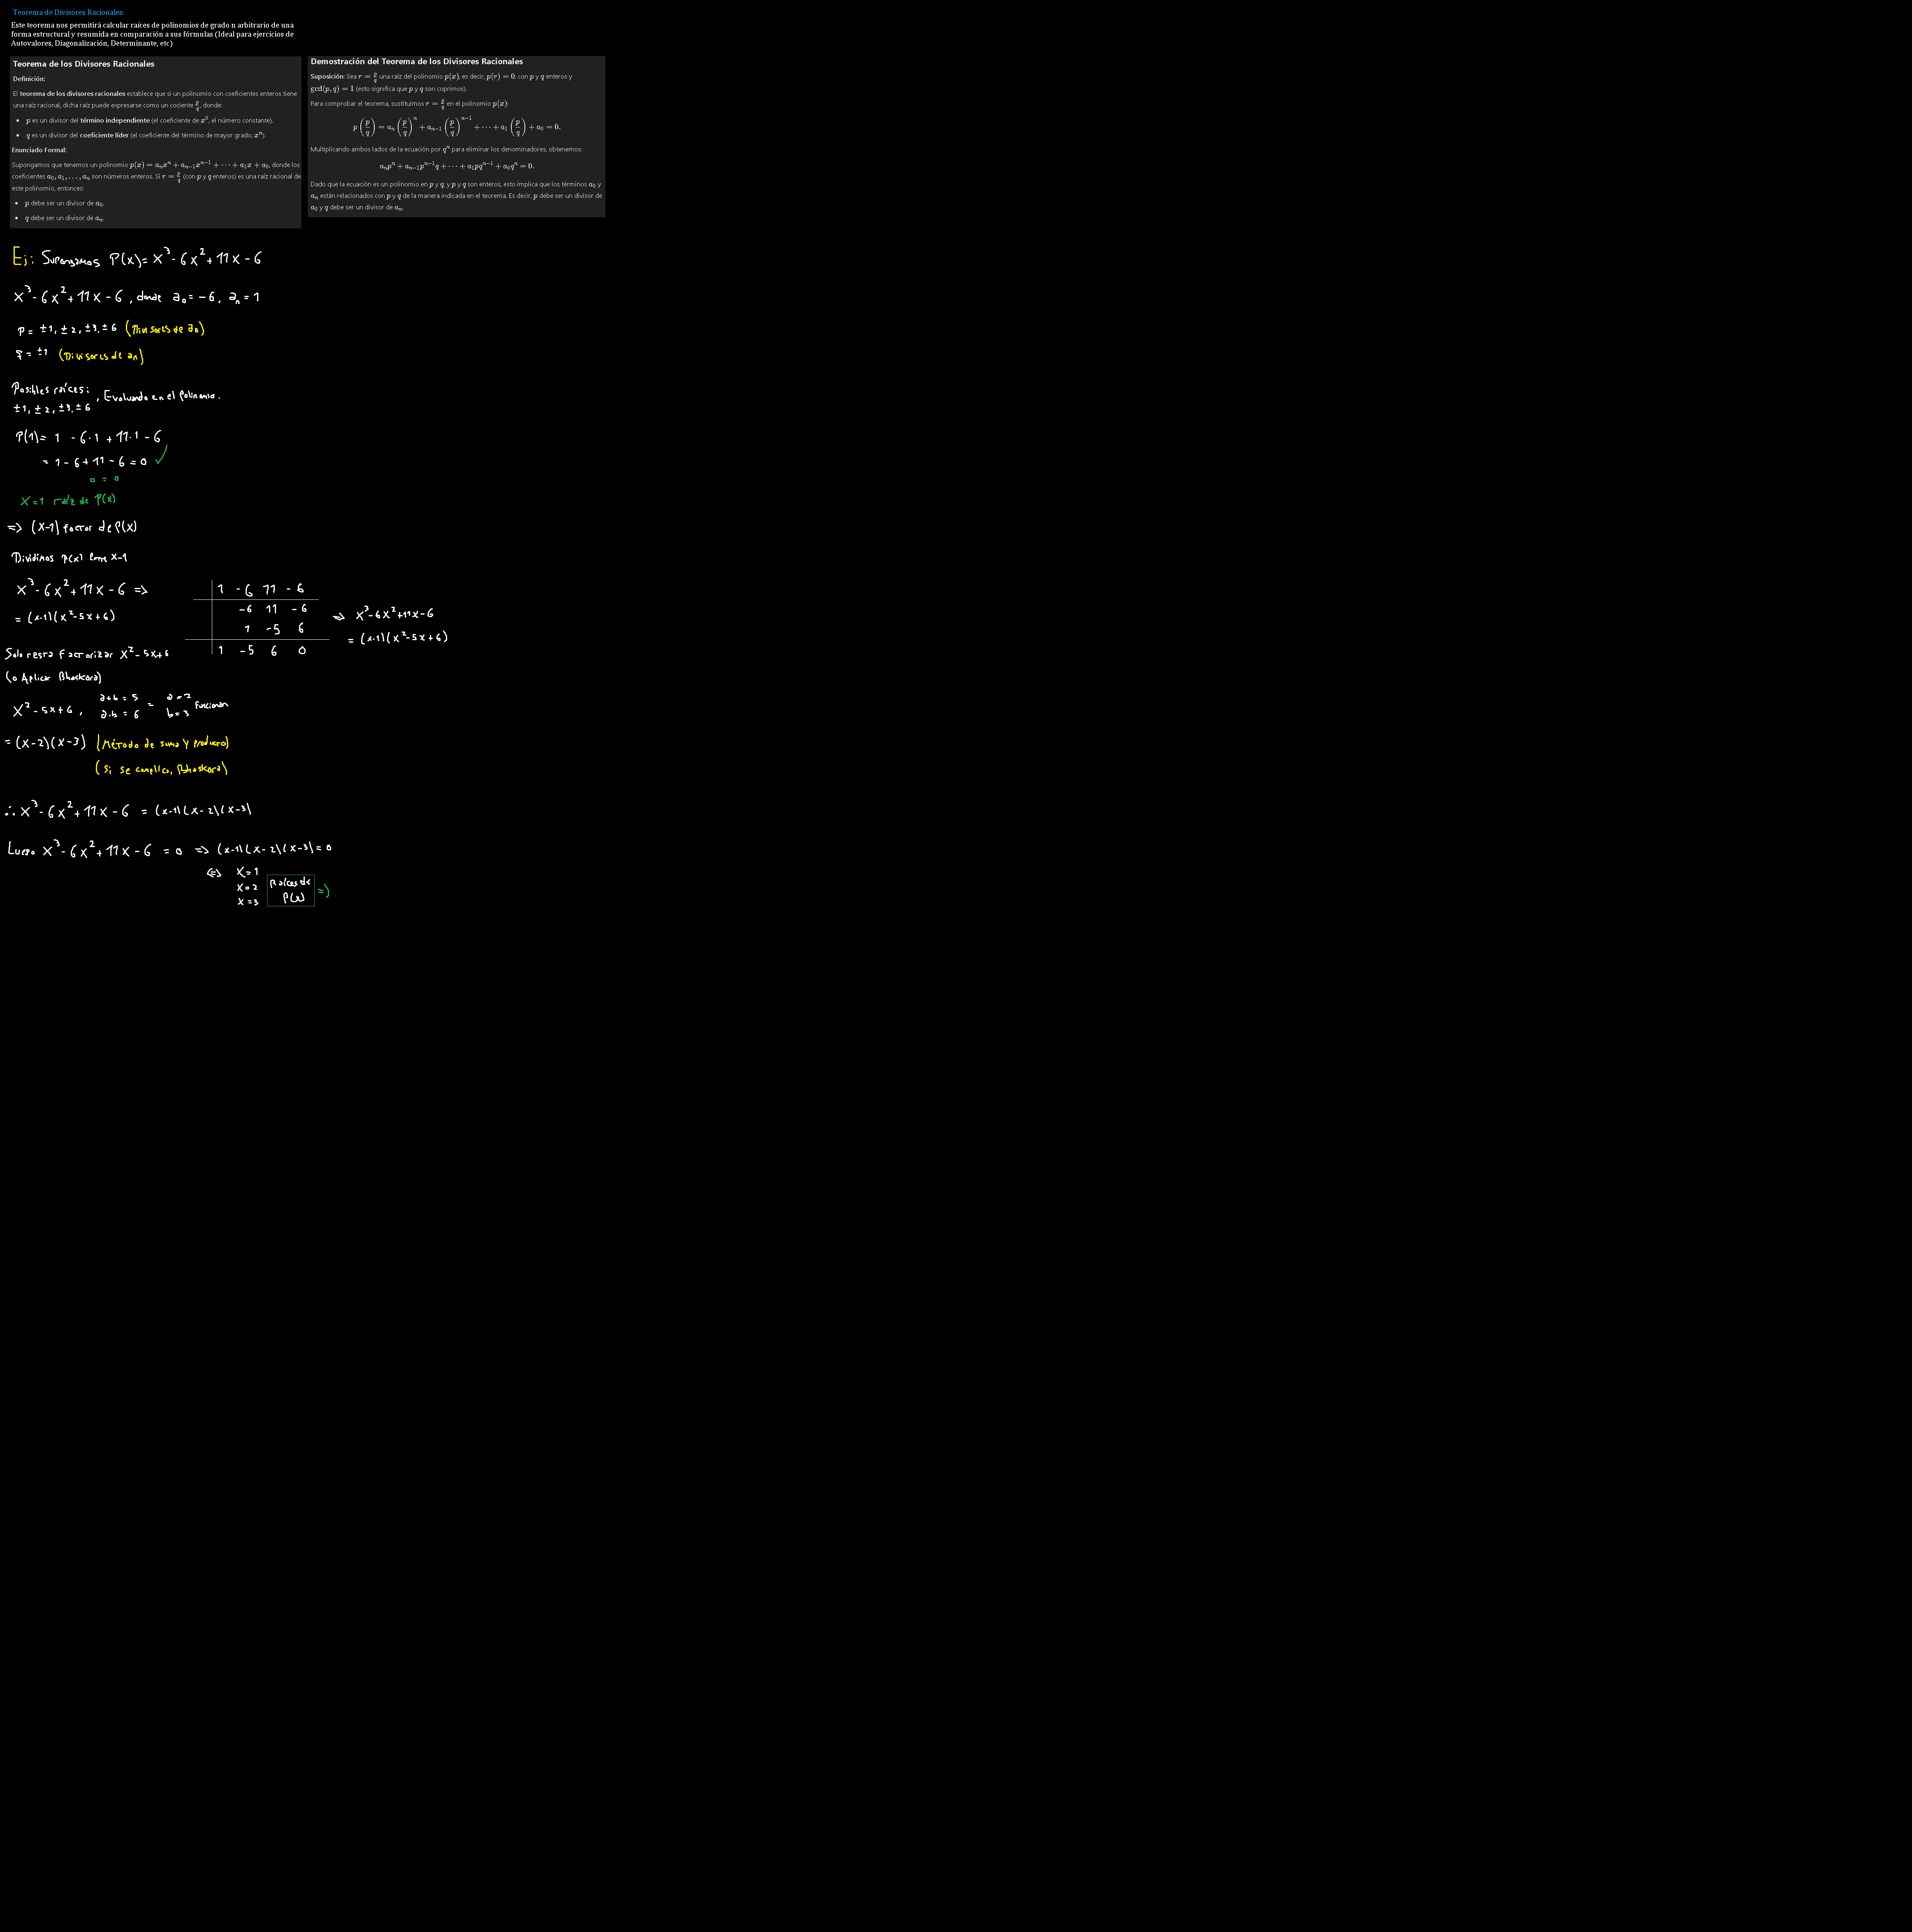 Teorema de Divisores Racionales:
Este teorema nos permitirá calcular raíces de polinomios de grado n arbitrario de una
forma estructural y resumida en comparación a sus fórmulas (Ideal para ejercicios de
Autovalores, Diagonalización, Determinante, etc)
Teorema de los Divisores Racionales
Definición:
El teorema de los divisores racionales establece que si un polinomio con coeficientes enteros tiene
una raíz racional, dicha raíz puede expresarse como un cociente p/q, donde:
• p es un divisor del término independiente (el coeficiente de x^0, el número constante).
• q es un divisor del coeficiente líder (el coeficiente del término de mayor grado, x^n).
Enunciado Formal:
Supongamos que tenemos un polinomio p(x) = a_n x^n + a_{n−1} x^{n−1} + ⋯ + a_1 x + a_0, donde los
coeficientes a_0, a_1, …, a_n son números enteros. Si r = p/q (con p y q enteros) es una raíz racional de
este polinomio, entonces:
• p debe ser un divisor de a_0,
• q debe ser un divisor de a_n.
Demostración del Teorema de los Divisores Racionales
Suposición: Sea r = p/q una raíz del polinomio p(x), es decir, p(r) = 0, con p y q enteros y
gcd(p, q) = 1 (esto significa que p y q son coprimos).
Para comprobar el teorema, sustituimos r = p/q en el polinomio p(x):
p(p/q) = a_n (p/q)^n + a_{n−1} (p/q)^{n−1} + ⋯ + a_1 (p/q) + a_0 = 0.
Multiplicando ambos lados de la ecuación por q^n para eliminar los denominadores, obtenemos:
a_n p^n + a_{n−1} p^{n−1} q + ⋯ + a_1 p q^{n−1} + a_0 q^n = 0.
Dado que la ecuación es un polinomio en p y q, y p y q son enteros, esto implica que los términos a_0 y
a_n están relacionados con p y q de la manera indicada en el teorema. Es decir, p debe ser un divisor de
a_0 y q debe ser un divisor de a_n.
Ej: Supongamos P(x) = x^3 - 6x^2 + 11x - 6
x^3 - 6x^2 + 11x - 6, donde a_0 = -6, a_n = 1
p = ±1, ±2, ±3, ±6 (Divisores de a_0)
q = ±1 (Divisores de a_n)
Posibles raíces:
±1, ±2, ±3, ±6 , Evaluando en el Polinomio.
P(1) = 1 - 6·1 + 11·1 - 6
= 1 - 6 + 11 - 6 = 0 ✓
0 = 0
x = 1 raíz de P(x)
=> (x-1) factor de P(x)
Dividimos P(x) entre x-1
x^3 - 6x^2 + 11x - 6 =>
= (x-1)(x^2 - 5x + 6)
1 -6 11 -6
-6 11 -6
1 -5 6
1 -5 6 0
=> x^3 - 6x^2 + 11x - 6
= (x-1)(x^2 - 5x + 6)
Solo resta Factorizar x^2 - 5x + 6
(o Aplicar Bhaskara)
x^2 - 5x + 6, a+b = 5 = a = 2 Funcionan
a·b = 6 b = 3
= (x-2)(x-3) (Método de suma y Producto)
(Si se complica, Bhaskara)
∴ x^3 - 6x^2 + 11x - 6 = (x-1)(x-2)(x-3)
Luego x^3 - 6x^2 + 11x - 6 = 0 => (x-1)(x-2)(x-3) = 0
<=> x = 1
x = 2
x = 3
Raíces de
P(x)
=)